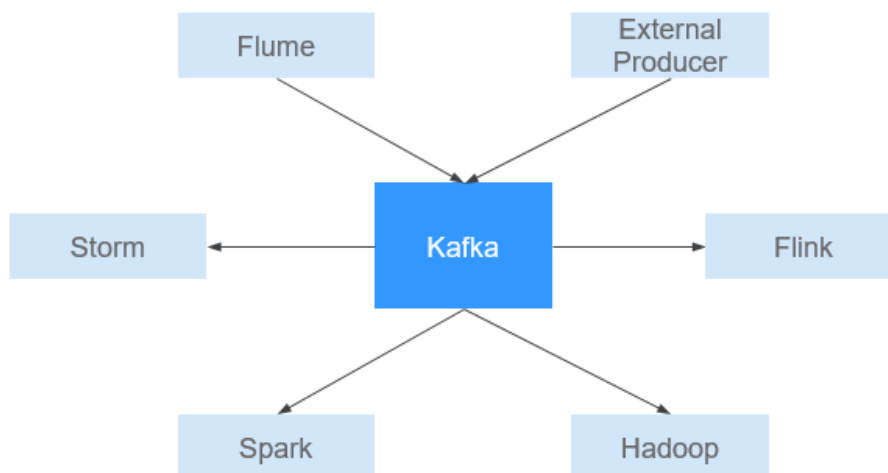 Flume
External
Producer
Storm
Kafka
Flink
Spark
Hadoop